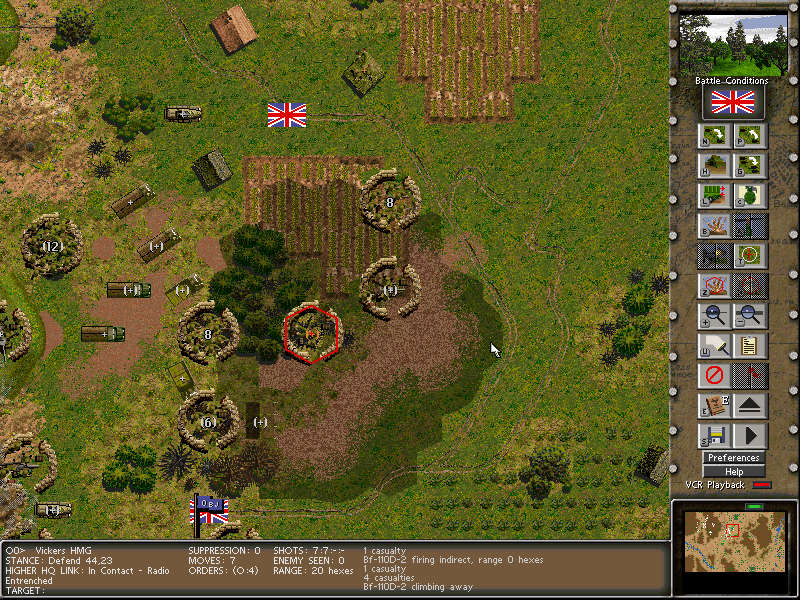 Battle Conditions
8
(12)
(+)
(+)
(+)
(+)
8
(6)
(+)
OBJ
Preferences
Help
VCR Playback
O0> Vickers HMG
STANCE: Defend 44,23
HIGHER HQ LINK: In Contact - Radio
Entrenched
TARGET:
SUPPRESSION: 0
MOVES: 7
ORDERS: (0:4)
SHOTS: 7:7:-:-
ENEMY SEEN: 0
RANGE: 20 hexes
1 casualty
Bf-110D-2 firing indirect, range 0 hexes
1 casualty
4 casualties
Bf-110D-2 climbing away